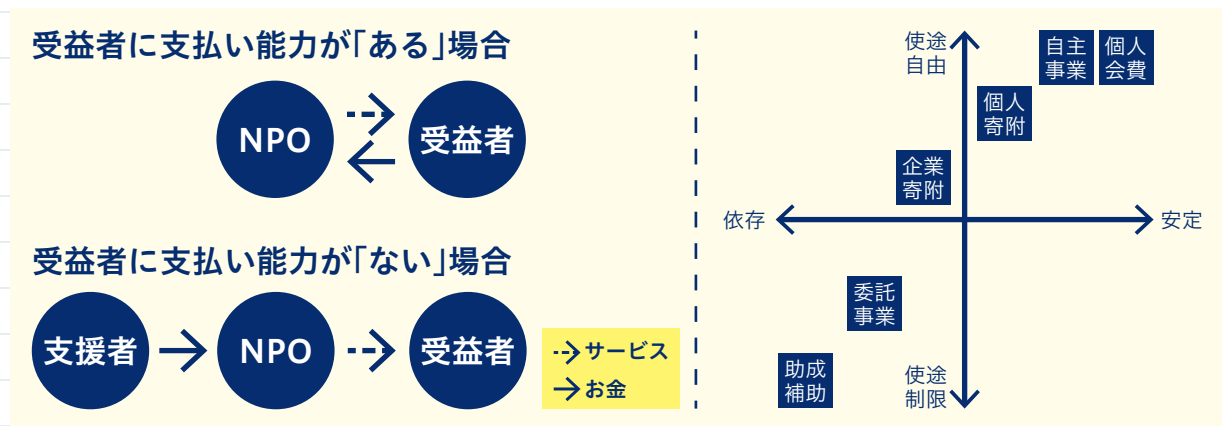 受益者に支払い能力が「ある」場合
NPO
受益者
受益者に支払い能力が「ない」場合
支援者
NPO
受益者
サービス
お金
使途
自由
自主
事業
個人
会費
個人
寄附
企業
寄附
依存
安定
委託
事業
助成
補助
使途
制限